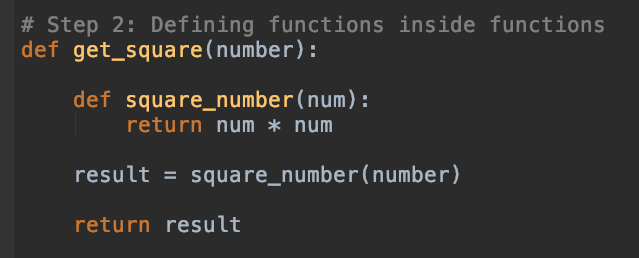 # Step 2: Defining functions inside functions
def get_square(number):
    def square_number(num):
        return num * num
    result = square_number(number)
    return result